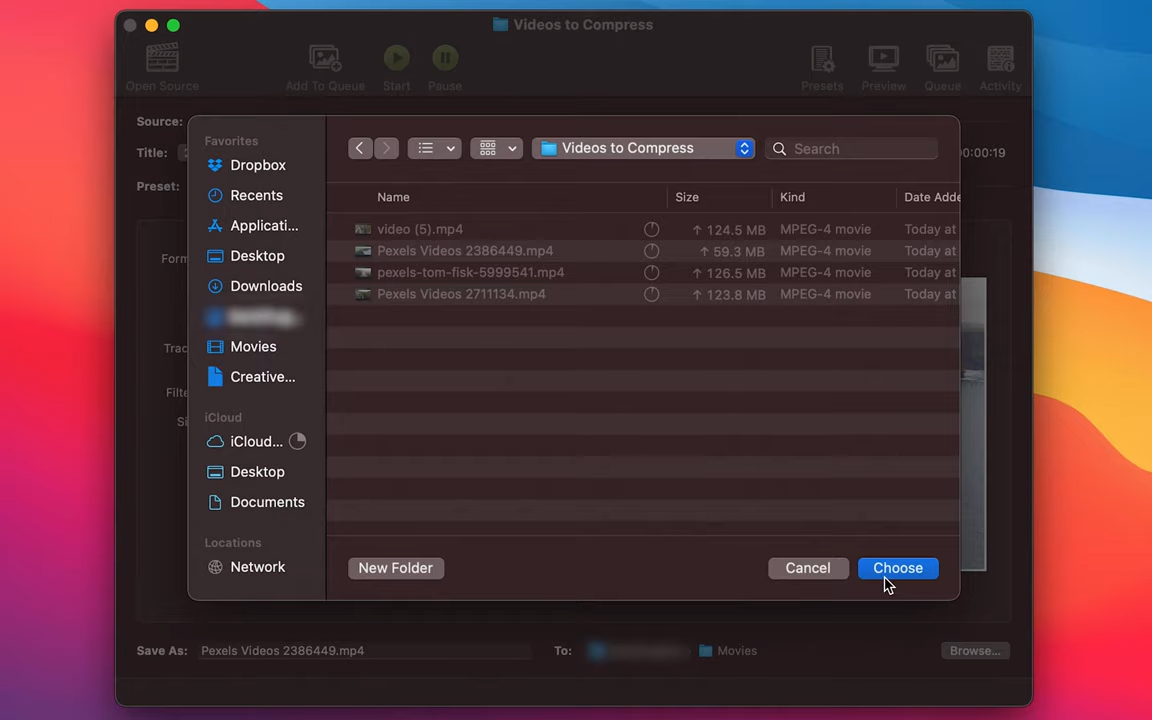 Videos to Compress
Open Source
Add To Queue
Start
Pause
Presets
Preview
Queue
Activity
Source:
Title:
0:00:19
Preset:
Favorites
Dropbox
Recents
Applicati...
Desktop
Downloads
Movies
Creative...
iCloud
iCloud...
Desktop
Documents
Locations
Network
Videos to Compress
Search
Name Size Kind Date Adde
video (5).mp4 ↑ 124.5 MB MPEG-4 movie Today at
Pexels Videos 2386449.mp4 ↑ 59.3 MB MPEG-4 movie Today at
pexels-tom-fisk-5999541.mp4 ↑ 126.5 MB MPEG-4 movie Today at
Pexels Videos 2711134.mp4 ↑ 123.8 MB MPEG-4 movie Today at
Form
Trac
Filte
Si
New Folder
Cancel
Choose
Save As: Pexels Videos 2386449.mp4 To: Movies Browse...